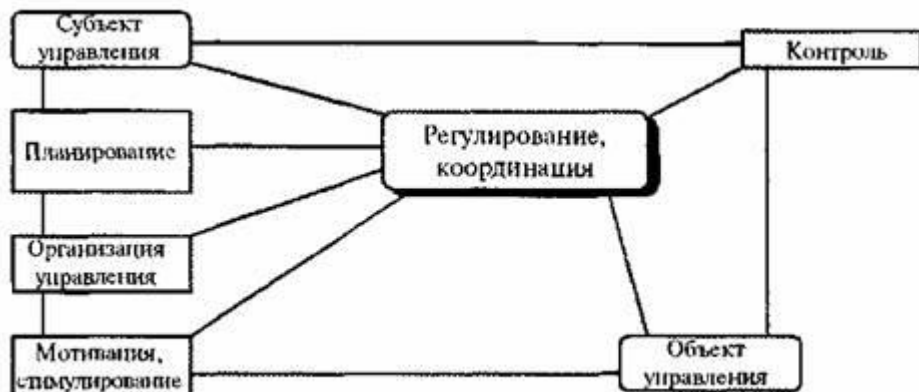 Субъект
управления
Контроль
Регулирование,
координация
Планирование
Организация
управления
Мотивация,
стимулирование
Объект
управления